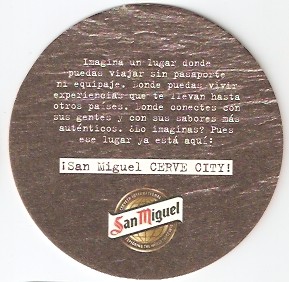 Imagina un lugar donde
puedas viajar sin pasaporte
ni equipaje. Donde puedas vivir
experiencias que te llevan hasta
otros países. Donde conectes con
sus gentes y con sus sabores más
auténticos. ¿Lo imaginas? Pues
ese lugar ya está aquí:
¡San Miguel CERVE CITY!
San Miguel